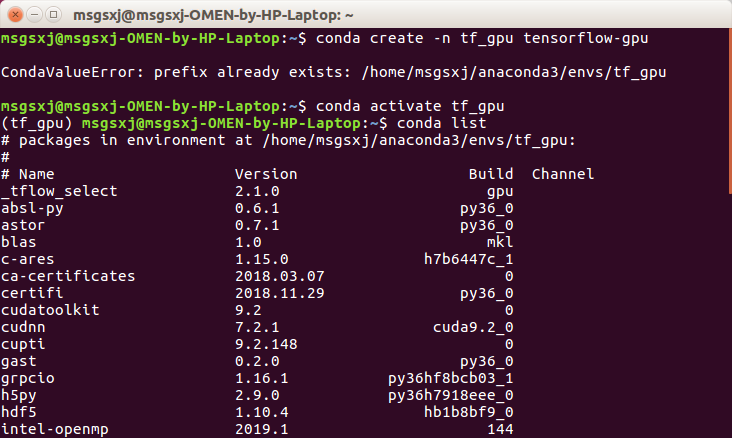 msgsxj@msgsxj-OMEN-by-HP-Laptop: ~
msgsxj@msgsxj-OMEN-by-HP-Laptop:~$ conda create -n tf_gpu tensorflow-gpu
CondaValueError: prefix already exists: /home/msgsxj/anaconda3/envs/tf_gpu
msgsxj@msgsxj-OMEN-by-HP-Laptop:~$ conda activate tf_gpu
(tf_gpu) msgsxj@msgsxj-OMEN-by-HP-Laptop:~$ conda list
# packages in environment at /home/msgsxj/anaconda3/envs/tf_gpu:
#
# Name                    Version                   Build  Channel
_tflow_select             2.1.0                       gpu
absl-py                   0.6.1                    py36_0
astor                     0.7.1                    py36_0
blas                      1.0                         mkl
c-ares                    1.15.0               h7b6447c_1
ca-certificates           2018.03.07                    0
certifi                   2018.11.29               py36_0
cudatoolkit               9.2                           0
cudnn                     7.2.1                 cuda9.2_0
cupti                     9.2.148                       0
gast                      0.2.0                    py36_0
grpcio                    1.16.1           py36hf8bcb03_1
h5py                      2.9.0            py36h7918eee_0
hdf5                      1.10.4               hb1b8bf9_0
intel-openmp              2019.1                      144